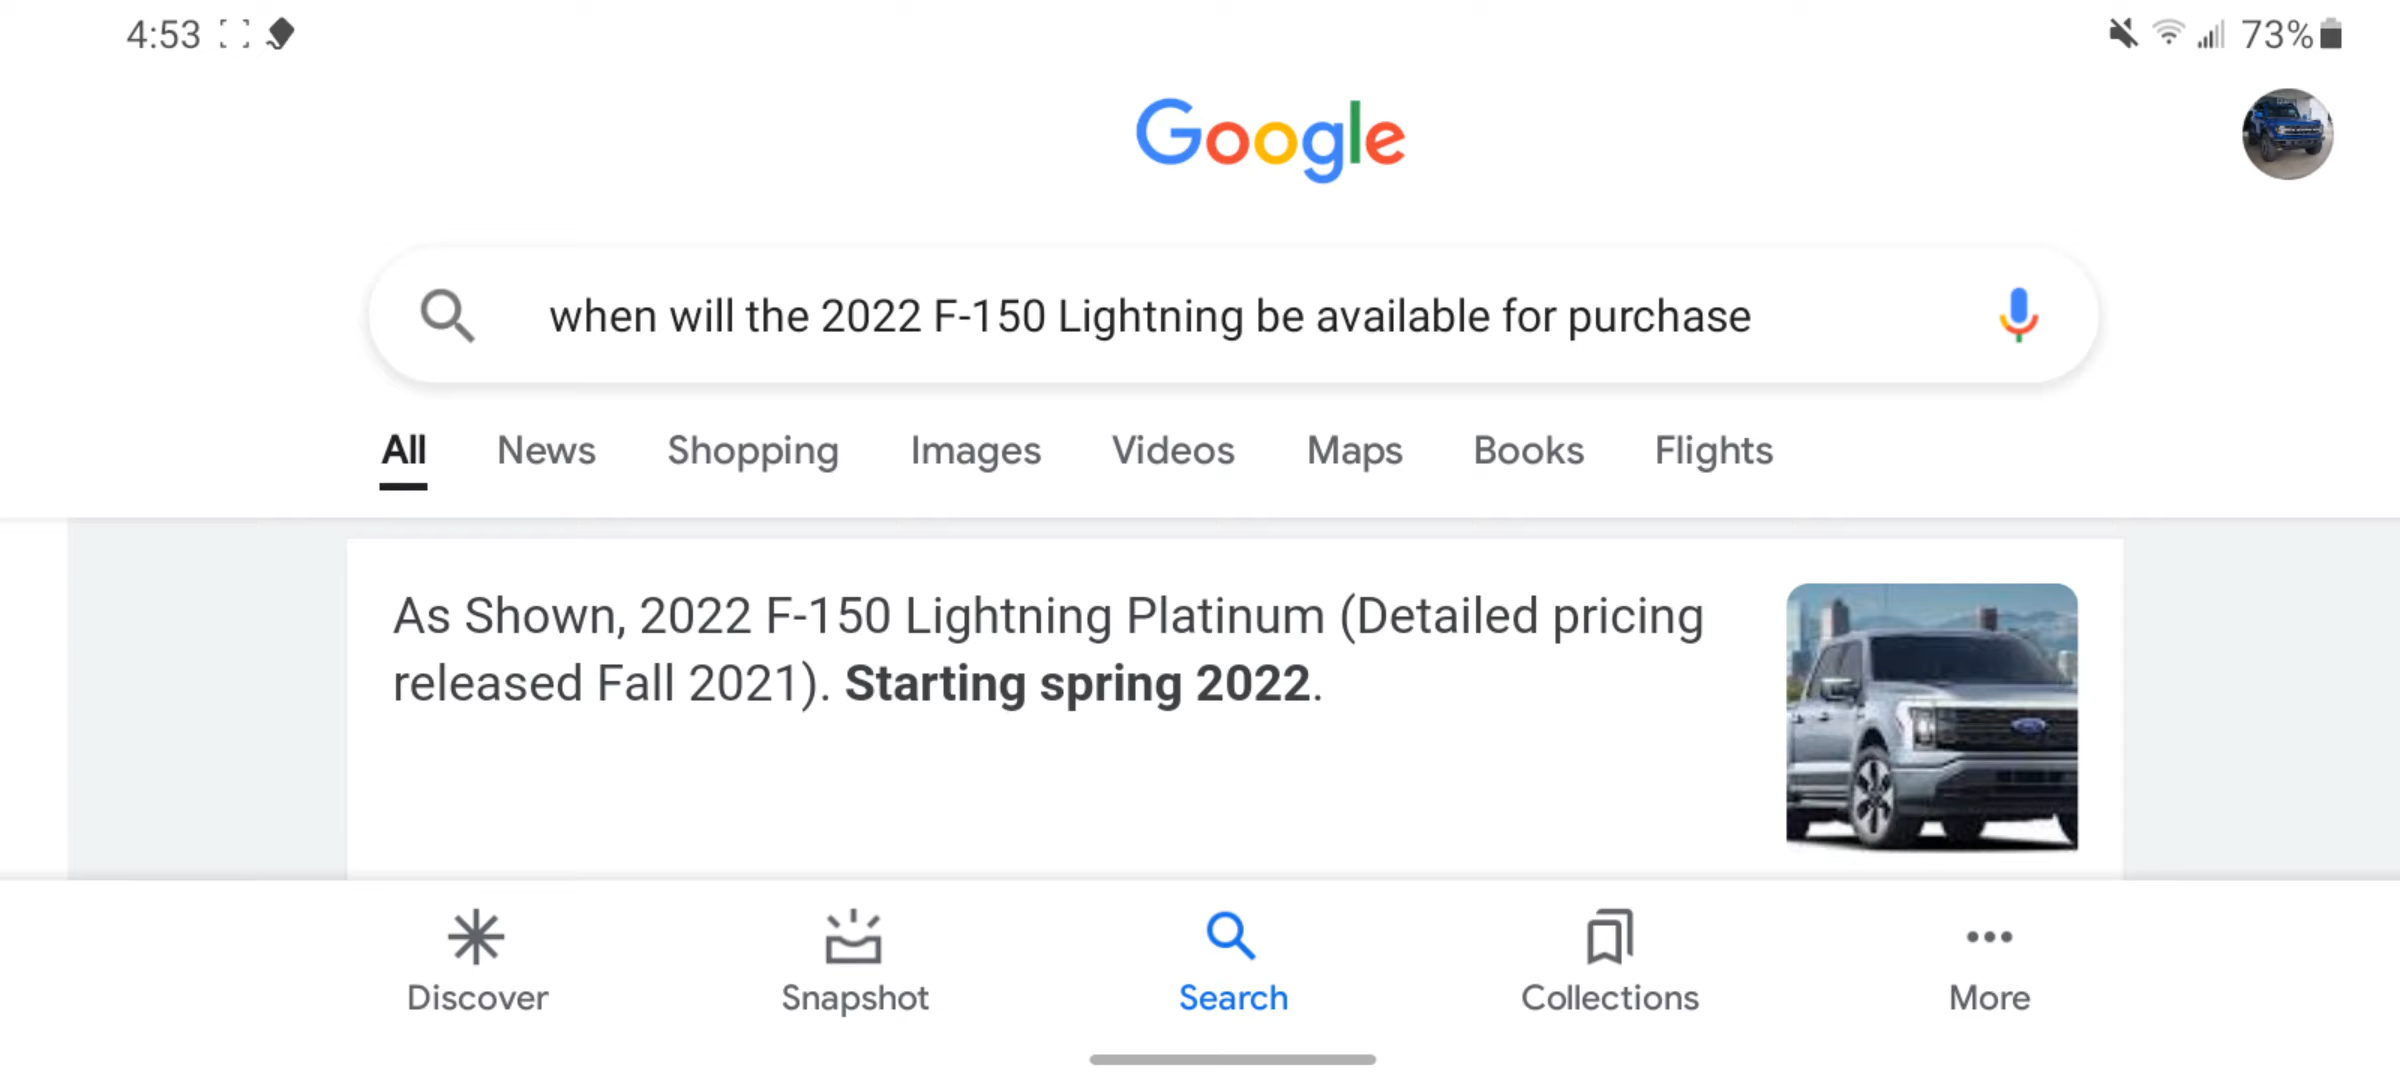 4:53
73%
Google
when will the 2022 F-150 Lightning be available for purchase
All News Shopping Images Videos Maps Books Flights
As Shown, 2022 F-150 Lightning Platinum (Detailed pricing
released Fall 2021). Starting spring 2022.
Discover Snapshot Search Collections More